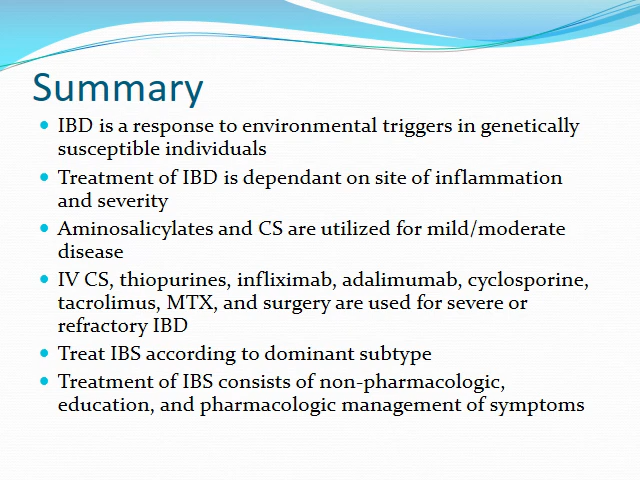 Summary
IBD is a response to environmental triggers in genetically
susceptible individuals
Treatment of IBD is dependant on site of inflammation
and severity
Aminosalicylates and CS are utilized for mild/moderate
disease
IV CS, thiopurines, infliximab, adalimumab, cyclosporine,
tacrolimus, MTX, and surgery are used for severe or
refractory IBD
Treat IBS according to dominant subtype
Treatment of IBS consists of non-pharmacologic,
education, and pharmacologic management of symptoms